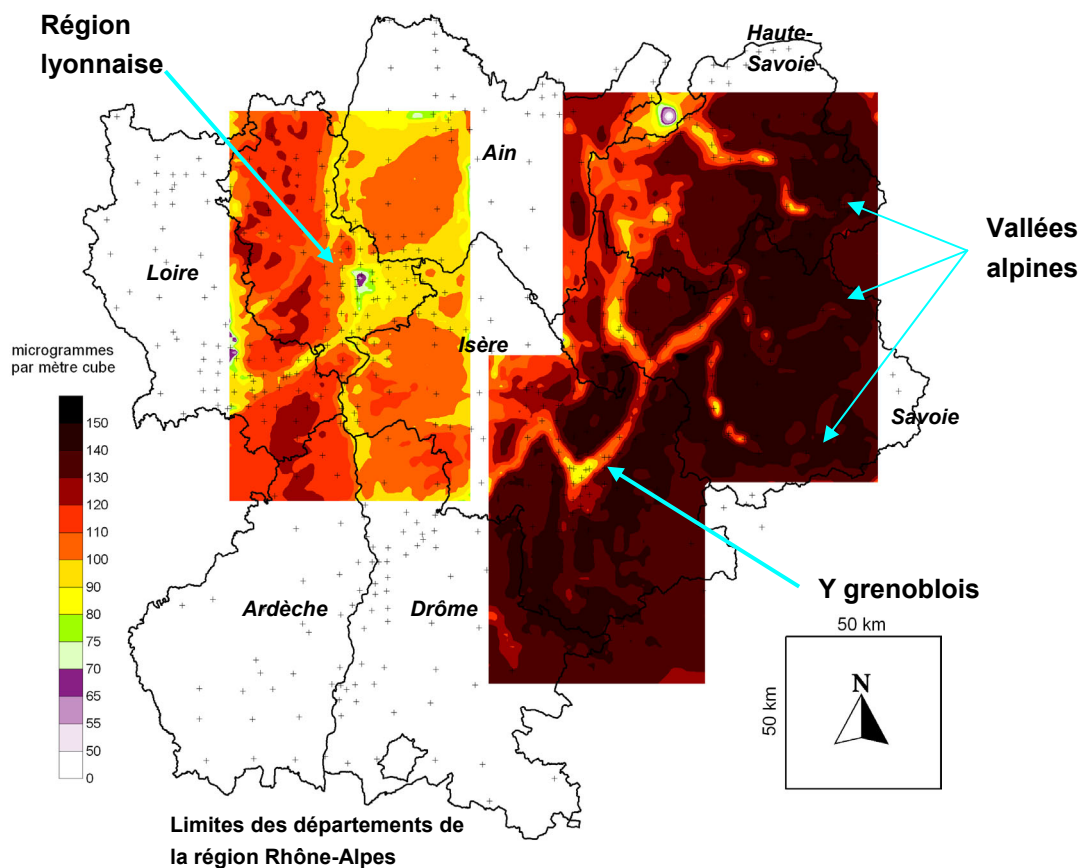 Région
lyonnaise
Haute-
Savoie
Ain
Vallées
alpines
Loire
Isère
microgrammes
par mètre cube
Savoie
150
140
130
120
110
100
90
80
75
70
65
55
50
0
Y grenoblois
Ardèche
Drôme
50 km
50 km
N
Limites des départements de
la région Rhône-Alpes